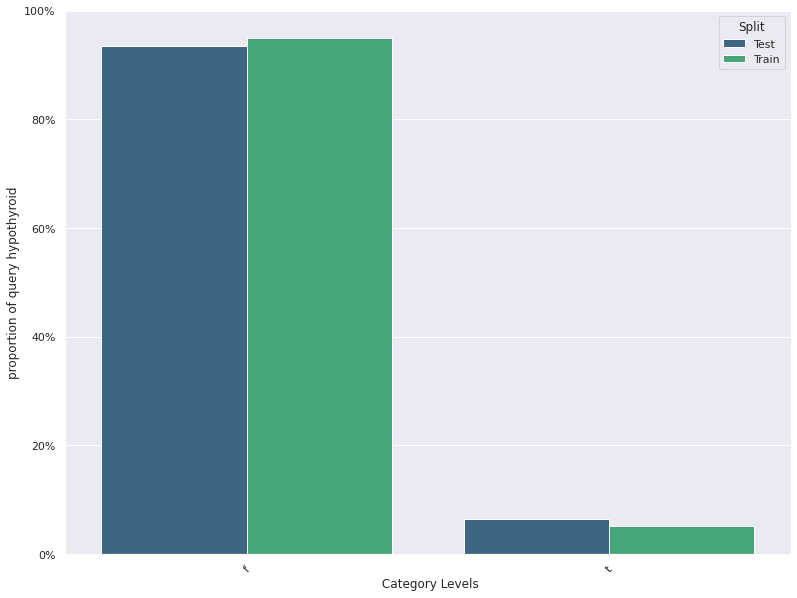 100%
80%
60%
40%
20%
0%
proportion of query hypothyroid
Split
Test
Train
f
t
Category Levels